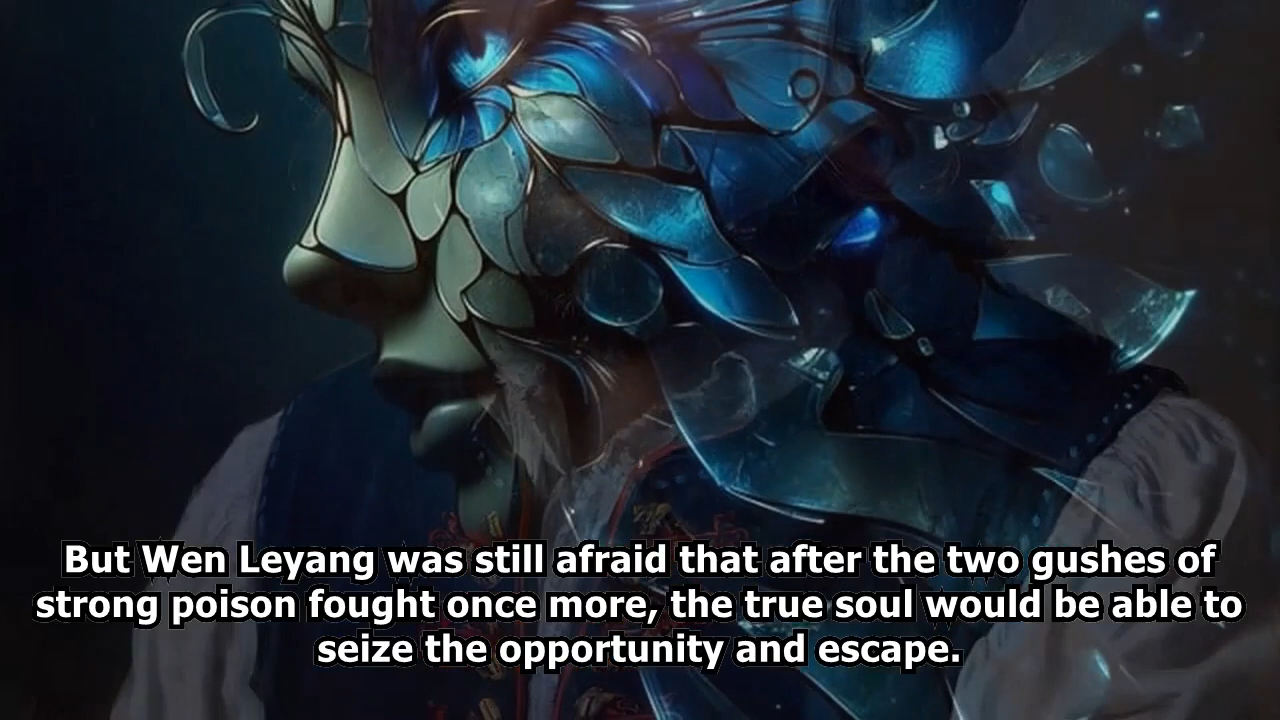 But Wen Leyang was still afraid that after the two gushes of
strong poison fought once more, the true soul would be able to
seize the opportunity and escape.